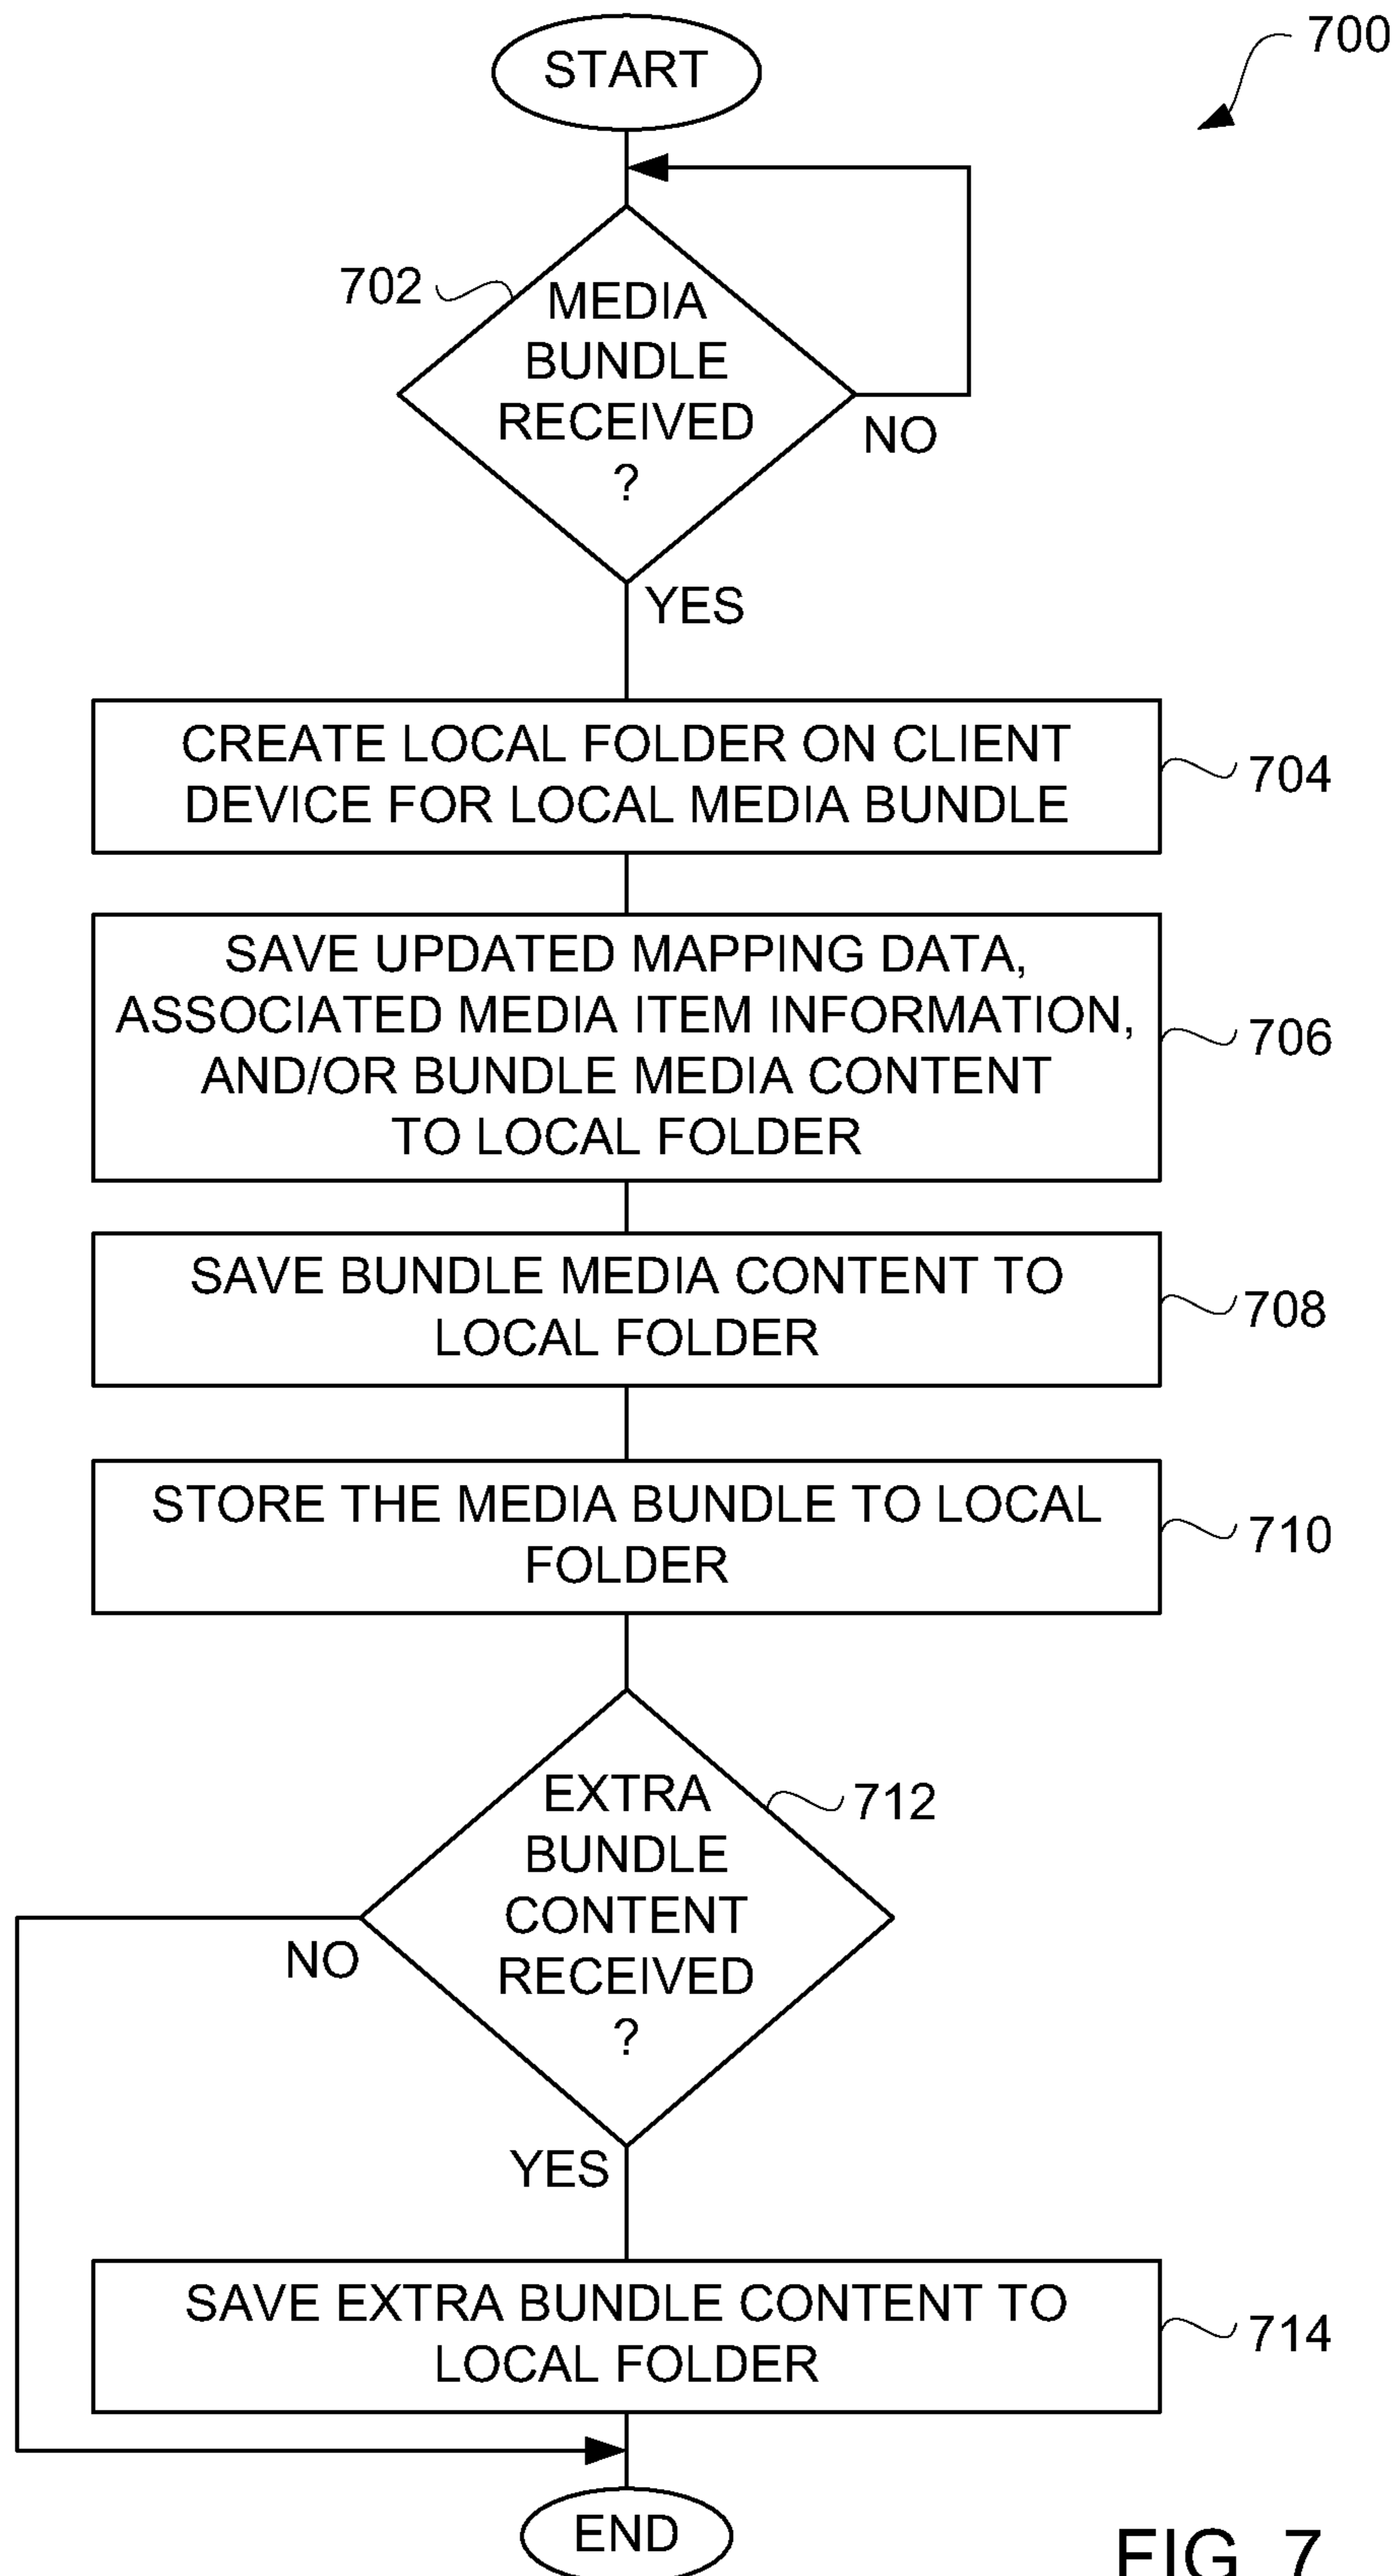 START
700
702
MEDIA
BUNDLE
RECEIVED
?
NO
YES
CREATE LOCAL FOLDER ON CLIENT
DEVICE FOR LOCAL MEDIA BUNDLE
704
SAVE UPDATED MAPPING DATA,
ASSOCIATED MEDIA ITEM INFORMATION,
AND/OR BUNDLE MEDIA CONTENT
TO LOCAL FOLDER
706
SAVE BUNDLE MEDIA CONTENT TO
LOCAL FOLDER
708
STORE THE MEDIA BUNDLE TO LOCAL
FOLDER
710
EXTRA
BUNDLE
CONTENT
RECEIVED
?
712
NO
YES
SAVE EXTRA BUNDLE CONTENT TO
LOCAL FOLDER
714
END
FIG. 7